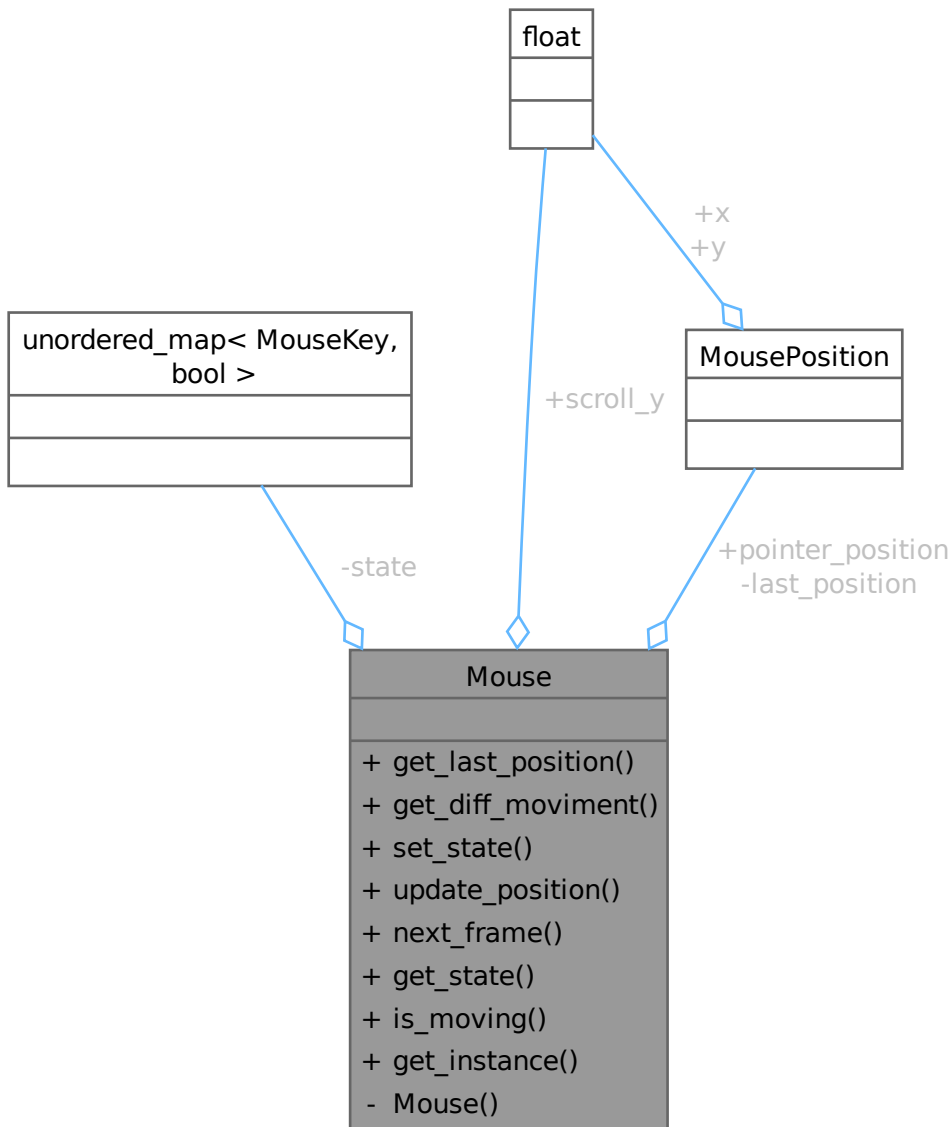 float
+x
+y
unordered_map< MouseKey,
bool >
MousePosition
+scroll_y
+pointer_position
-last_position
-state
Mouse
+ get_last_position()
+ get_diff_moviment()
+ set_state()
+ update_position()
+ next_frame()
+ get_state()
+ is_moving()
+ get_instance()
- Mouse()